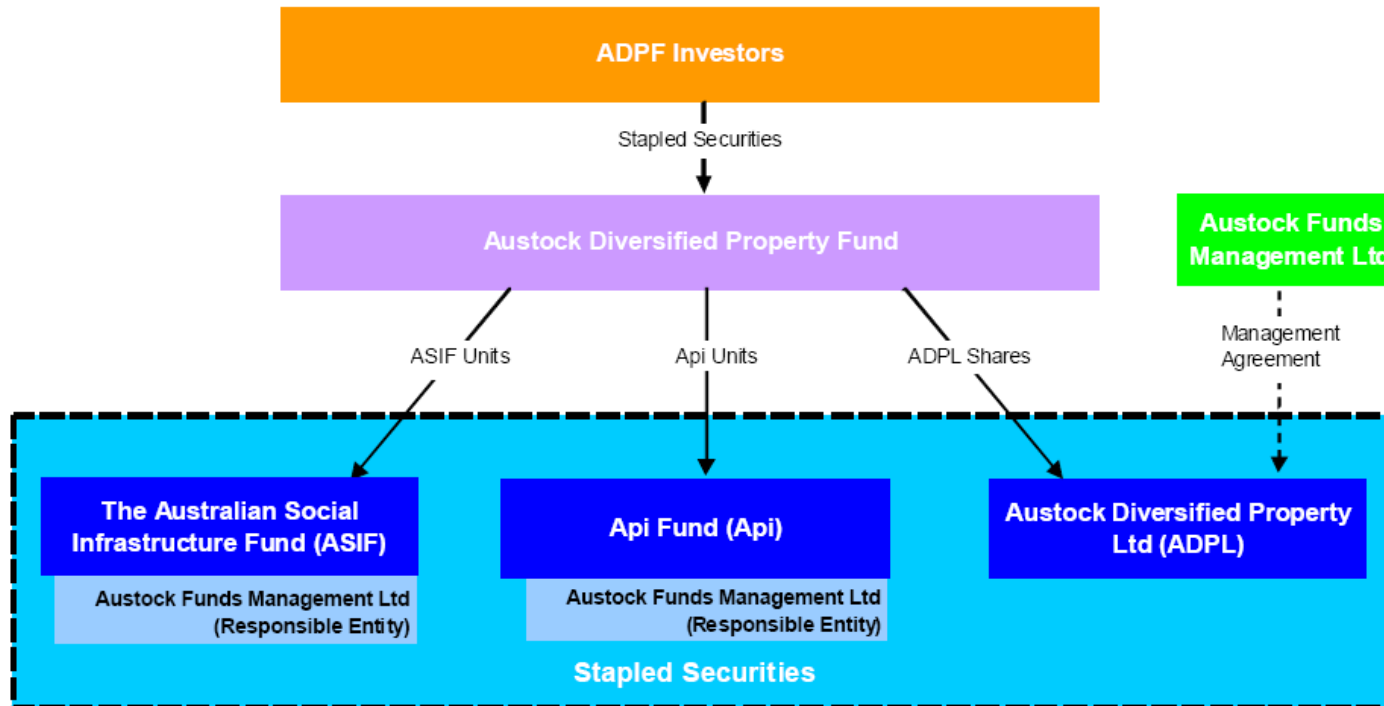 ADPF Investors
Stapled Securities
Austock Diversified Property Fund
Austock Funds
Management Ltd
ASIF Units
Api Units
ADPL Shares
Management
Agreement
The Australian Social
Infrastructure Fund (ASIF)
Austock Funds Management Ltd
(Responsible Entity)
Api Fund (Api)
Austock Funds Management Ltd
(Responsible Entity)
Austock Diversified Property
Ltd (ADPL)
Stapled Securities